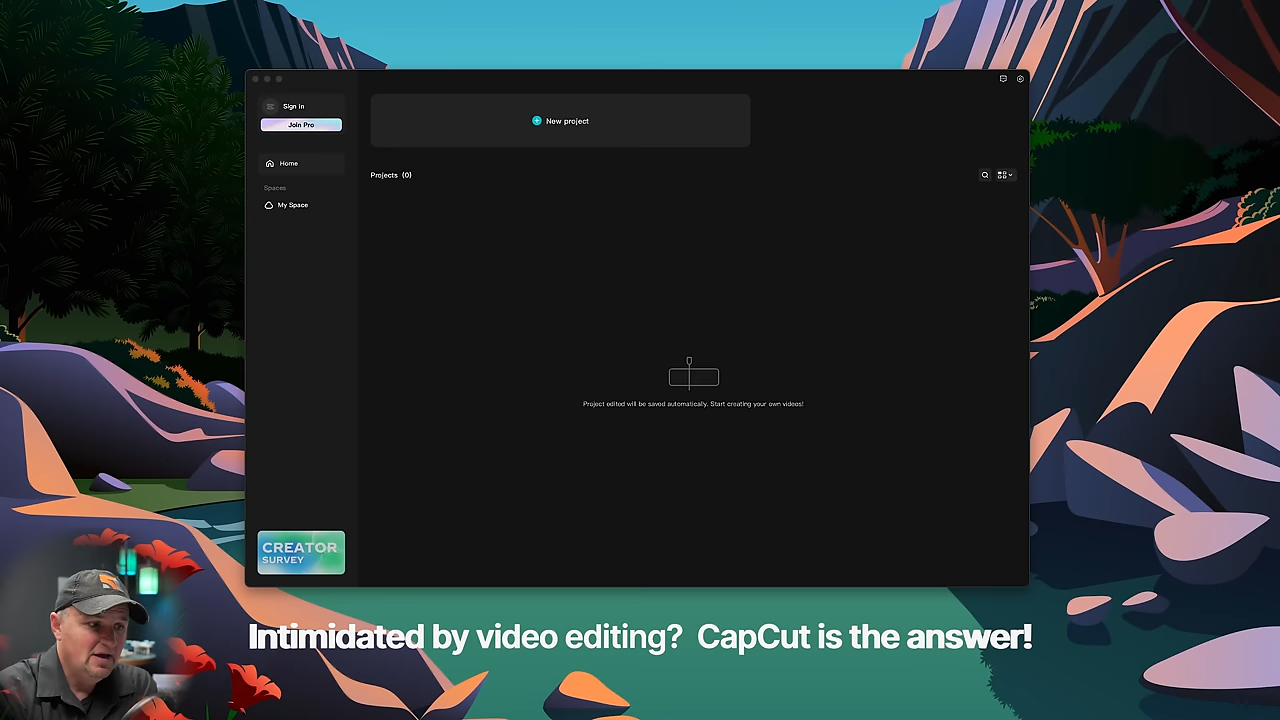 Sign in
Join Pro
New project
Home
Projects (0)
Spaces
My Space
Project edited will be saved automatically. Start creating your own videos!
CREATOR
SURVEY
Intimidated by video editing? CapCut is the answer!